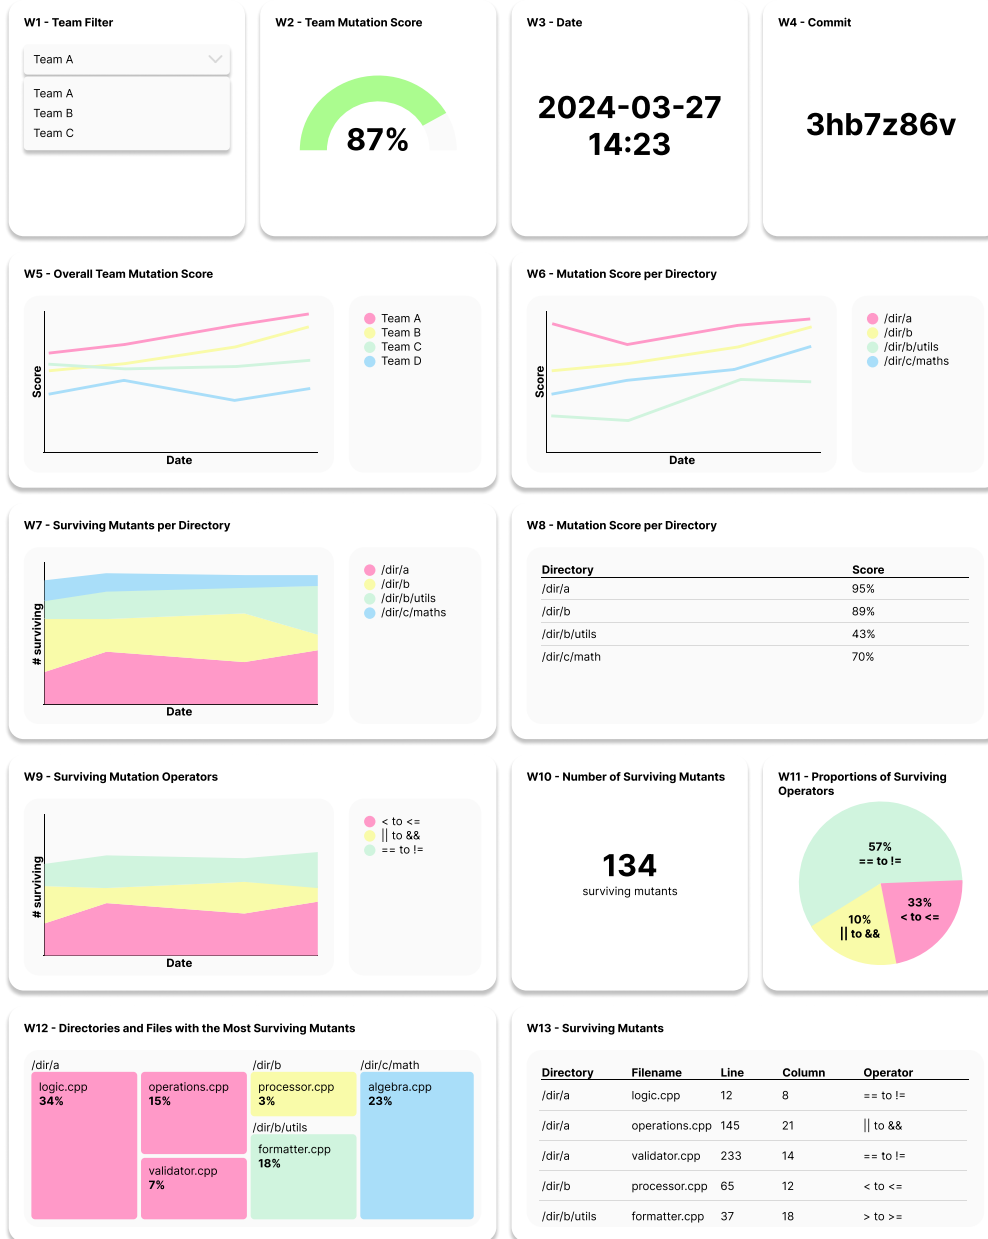 W1 - Team Filter
Team A
Team A
Team B
Team C
W2 - Team Mutation Score
87%
W3 - Date
2024-03-27
14:23
W4 - Commit
3hb7z86v
W5 - Overall Team Mutation Score
Score
Date
Team A
Team B
Team C
Team D
W6 - Mutation Score per Directory
Score
Date
/dir/a
/dir/b
/dir/b/utils
/dir/c/maths
W7 - Surviving Mutants per Directory
# surviving
Date
/dir/a
/dir/b
/dir/b/utils
/dir/c/maths
W8 - Mutation Score per Directory
Directory Score
/dir/a 95%
/dir/b 89%
/dir/b/utils 43%
/dir/c/math 70%
W9 - Surviving Mutation Operators
# surviving
Date
< to <=
|| to &&
== to !=
W10 - Number of Surviving Mutants
134
surviving mutants
W11 - Proportions of Surviving
Operators
57%
== to !=
33%
< to <=
10%
|| to &&
W12 - Directories and Files with the Most Surviving Mutants
/dir/a
logic.cpp
34%
operations.cpp
15%
validator.cpp
7%
/dir/b
processor.cpp
3%
/dir/b/utils
formatter.cpp
18%
/dir/c/math
algebra.cpp
23%
W13 - Surviving Mutants
Directory Filename Line Column Operator
/dir/a logic.cpp 12 8 == to !=
/dir/a operations.cpp 145 21 || to &&
/dir/a validator.cpp 233 14 == to !=
/dir/b processor.cpp 65 12 < to <=
/dir/b/utils formatter.cpp 37 18 > to >=